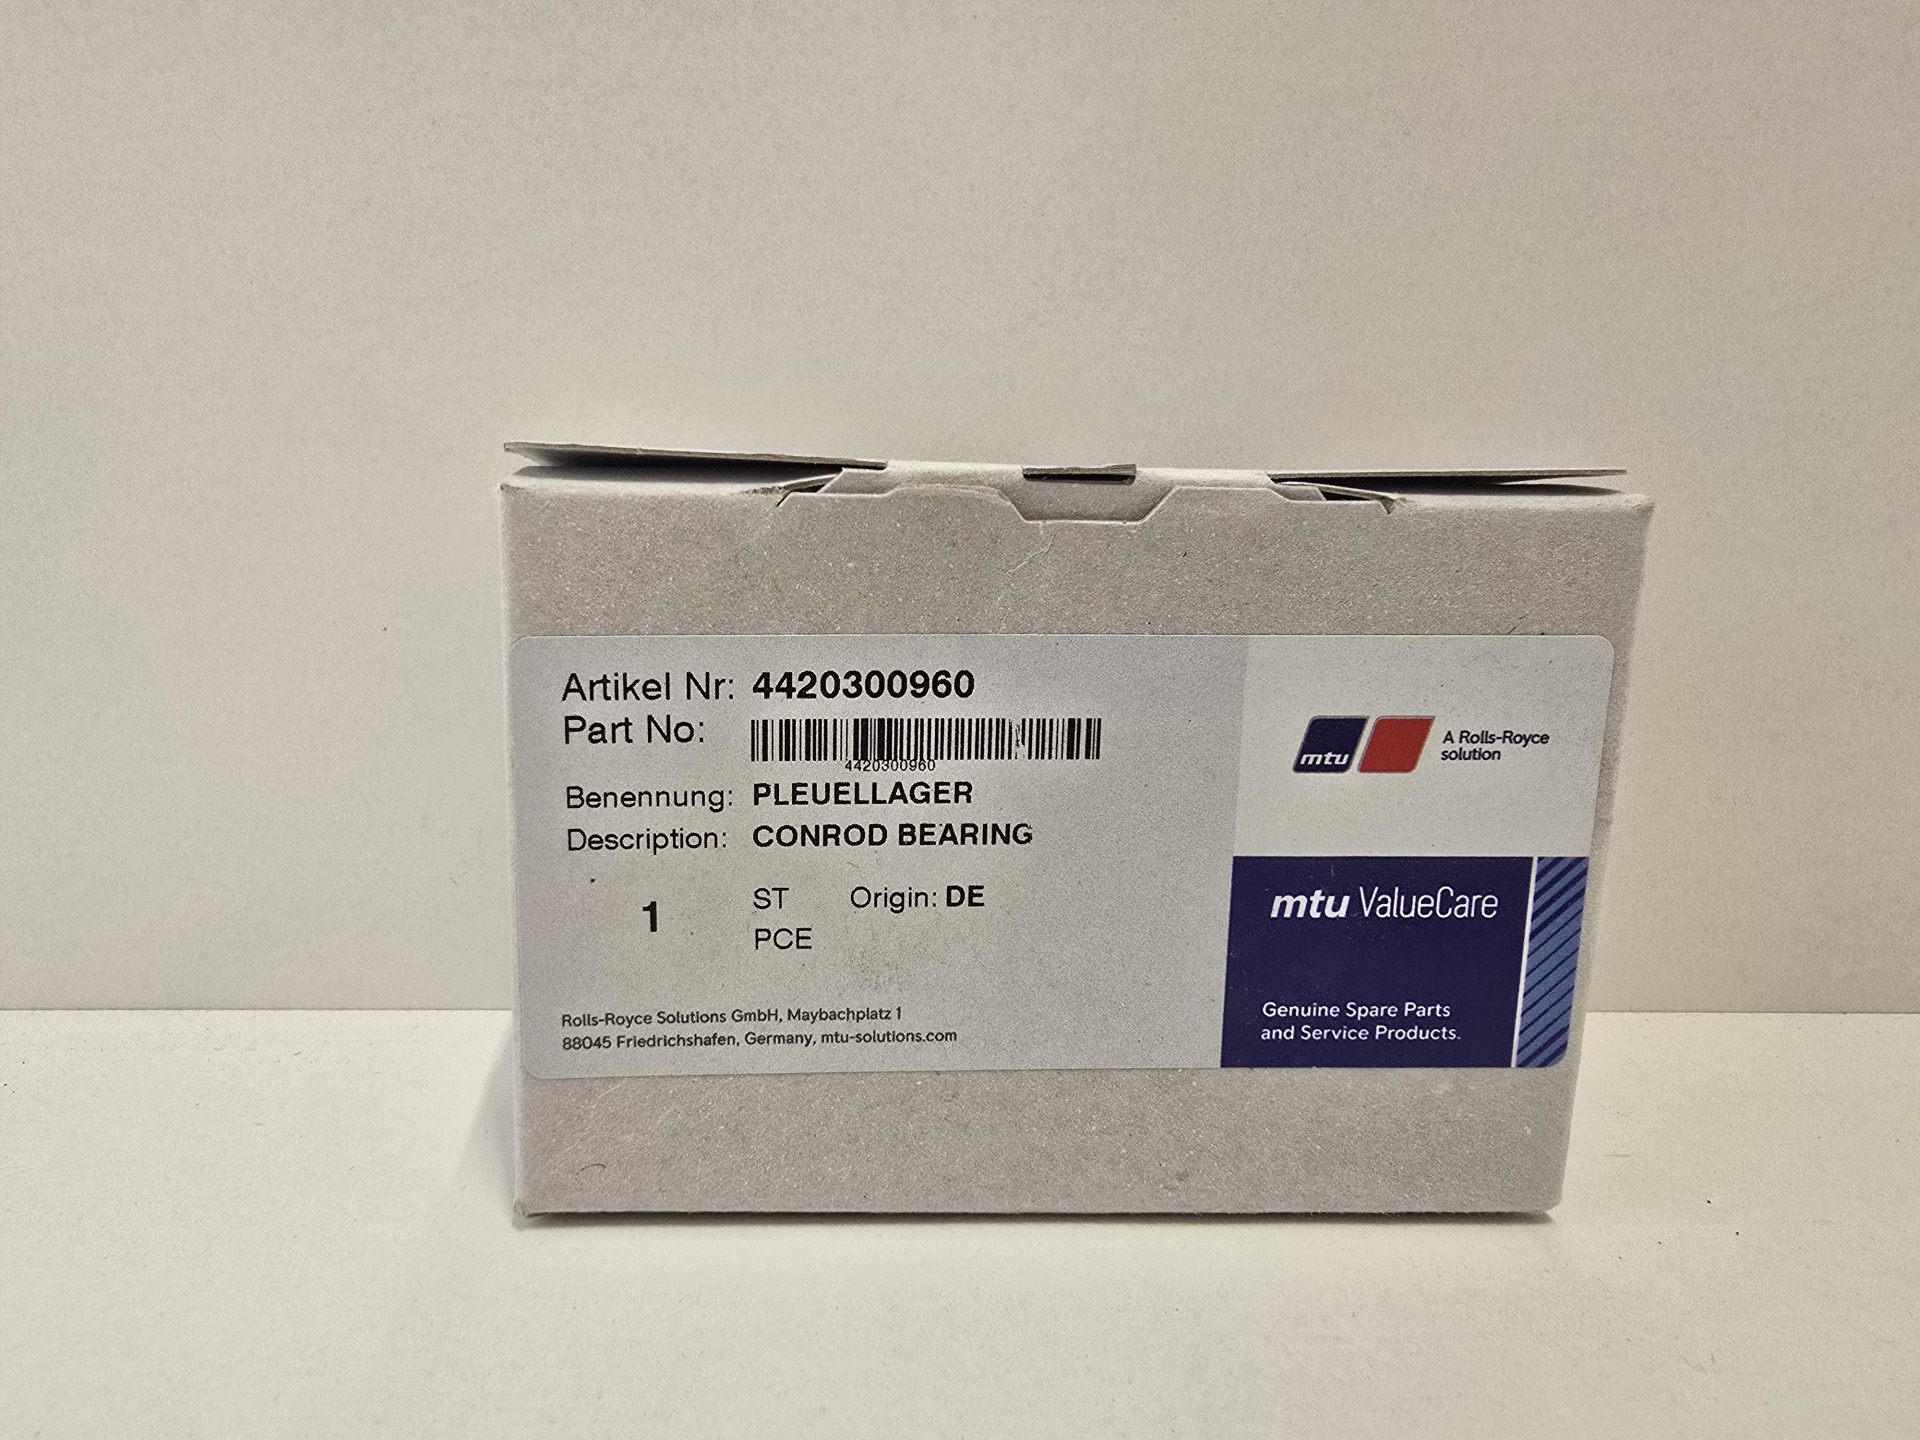 Artikel Nr: 4420300960
Part No:
4420300960
Benennung: PLEUELLAGER
Description: CONROD BEARING
1 ST Origin: DE
PCE
Rolls-Royce Solutions GmbH, Maybachplatz 1
88045 Friedrichshafen, Germany, mtu-solutions.com
mtu
A Rolls-Royce
solution
mtu ValueCare
Genuine Spare Parts
and Service Products.